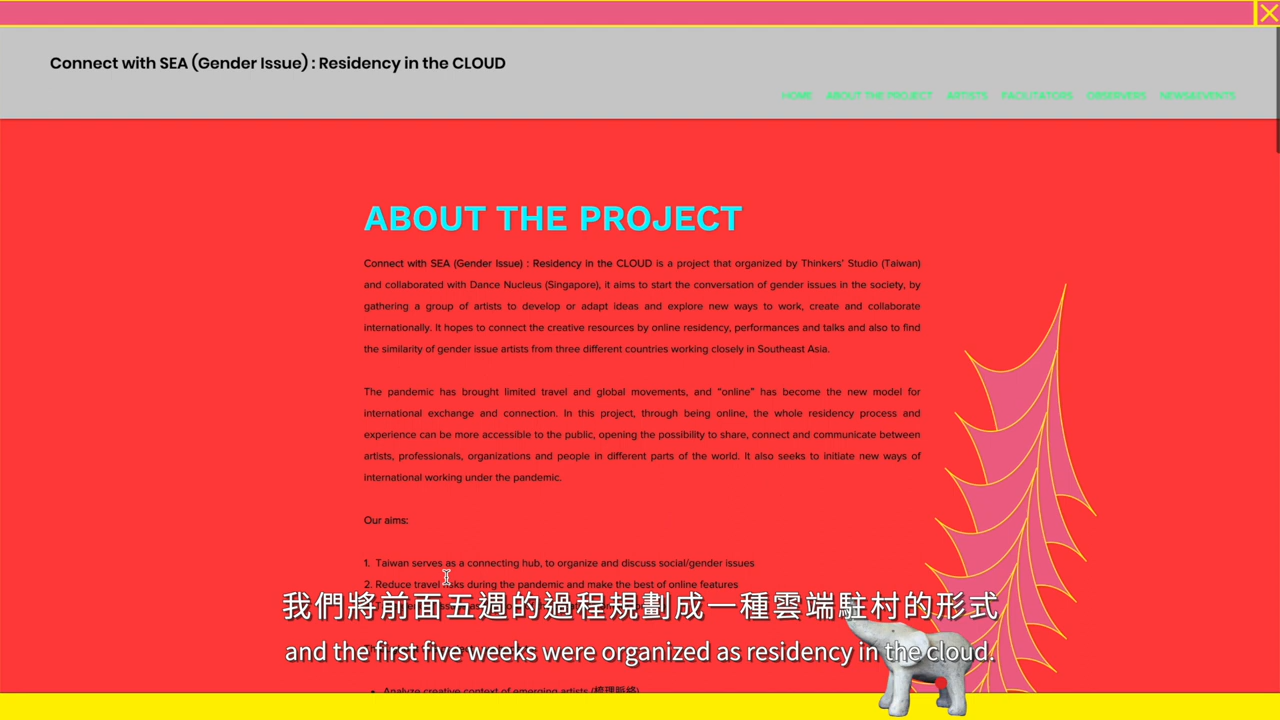 Connect with SEA (Gender Issue) : Residency in the CLOUD
HOME ABOUT THE PROJECT ARTISTS FACILITATORS OBSERVERS NEWS&EVENTS
ABOUT THE PROJECT
Connect with SEA (Gender Issue) : Residency in the CLOUD is a project that organized by Thinkers' Studio (Taiwan)
and collaborated with Dance Nucleus (Singapore), it aims to start the conversation of gender issues in the society, by
gathering a group of artists to develop or adapt ideas and explore new ways to work, create and collaborate
internationally. It hopes to connect the creative resources by online residency, performances and talks and also to find
the similarity of gender issue artists from three different countries working closely in Southeast Asia.
The pandemic has brought limited travel and global movements, and “online” has become the new model for
international exchange and connection. In this project, through being online, the whole residency process and
experience can be more accessible to the public, opening the possibility to share, connect and communicate between
artists, professionals, organizations and people in different parts of the world. It also seeks to initiate new ways of
international working under the pandemic.
Our aims:
1. Taiwan serves as a connecting hub, to organize and discuss social/gender issues
2. Reduce travel risks during the pandemic and make the best of online features
我們將前面五週的過程規劃成一種雲端駐村的形式
and the first five weeks were organized as residency in the cloud.
• Analyze creative context of emerging artists (梳理脈絡)